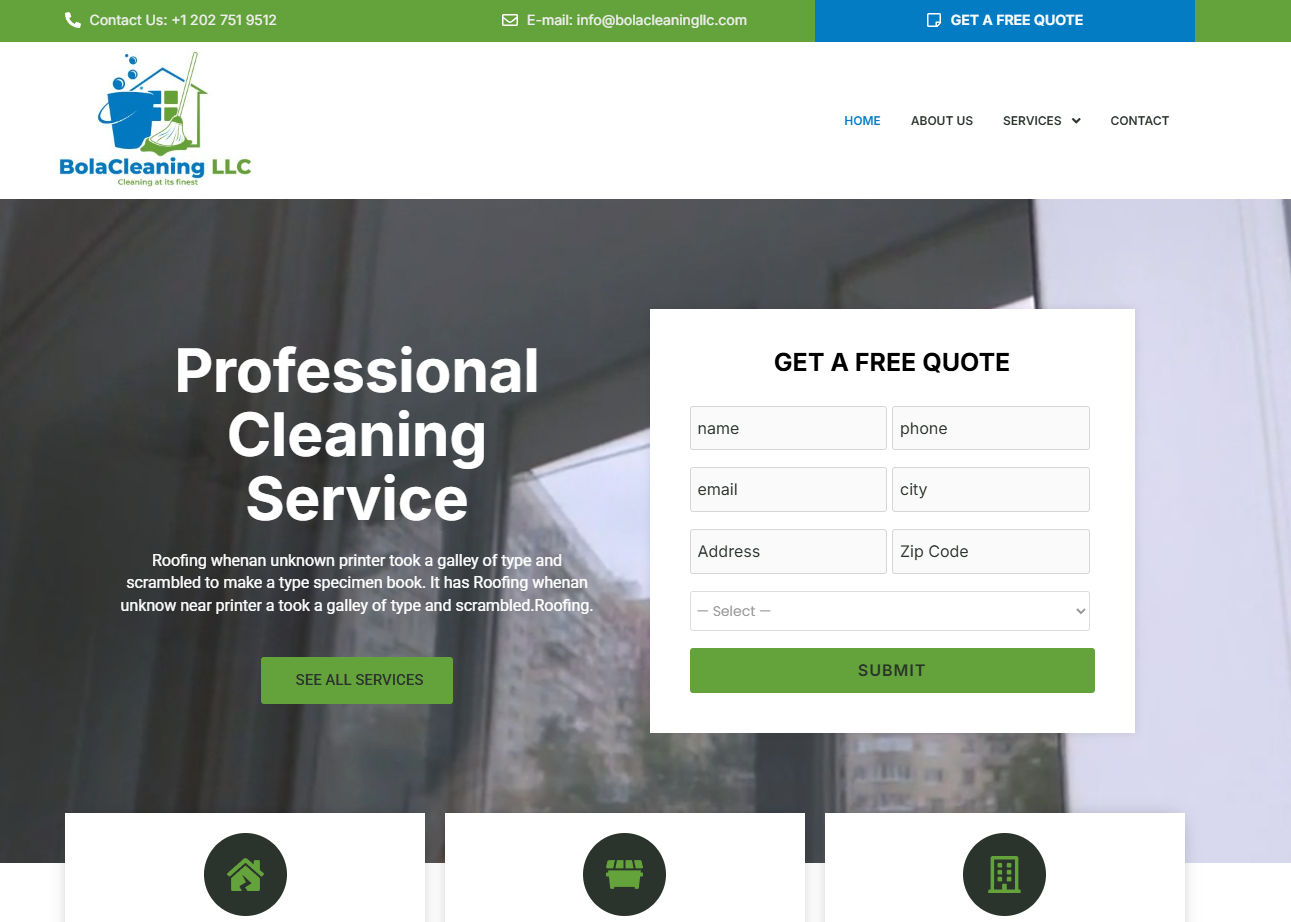 Contact Us: +1 202 751 9512
E-mail: info@bolacleaningllc.com
GET A FREE QUOTE
BolaCleaning LLC
Cleaning at its finest
HOME
ABOUT US
SERVICES
CONTACT
Professional
Cleaning
Service
Roofing whenan unknown printer took a galley of type and
scrambled to make a type specimen book. It has Roofing whenan
unknow near printer a took a galley of type and scrambled.Roofing.
SEE ALL SERVICES
GET A FREE QUOTE
name
phone
email
city
Address
Zip Code
— Select —
SUBMIT